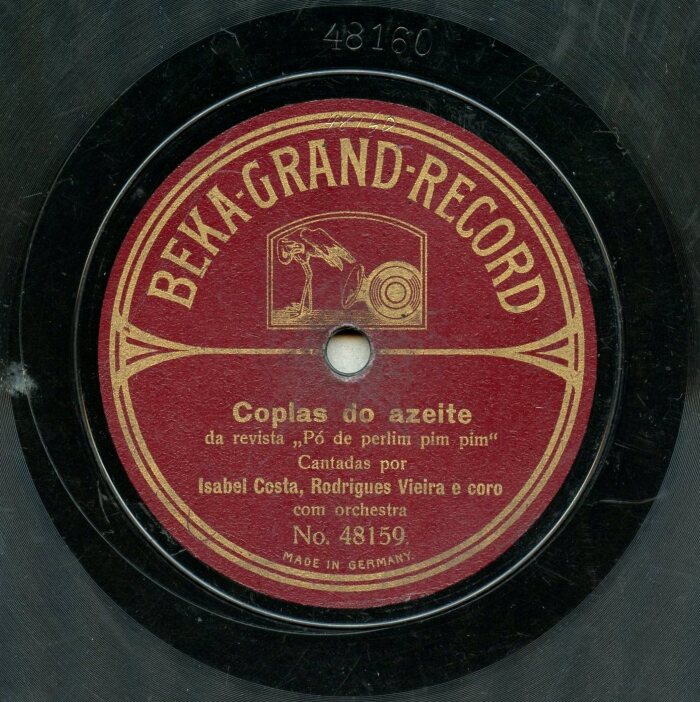 48160
BEKA-GRAND-RECORD
Coplas do azeite
da revista „Pó de perlim pim pim“
Cantadas por
Isabel Costa, Rodrigues Vieira e coro
com orchestra
No. 48159.
MADE IN GERMANY.